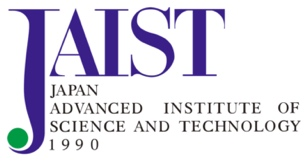 JAIST
JAPAN
ADVANCED INSTITUTE OF
SCIENCE AND TECHNOLOGY
1990